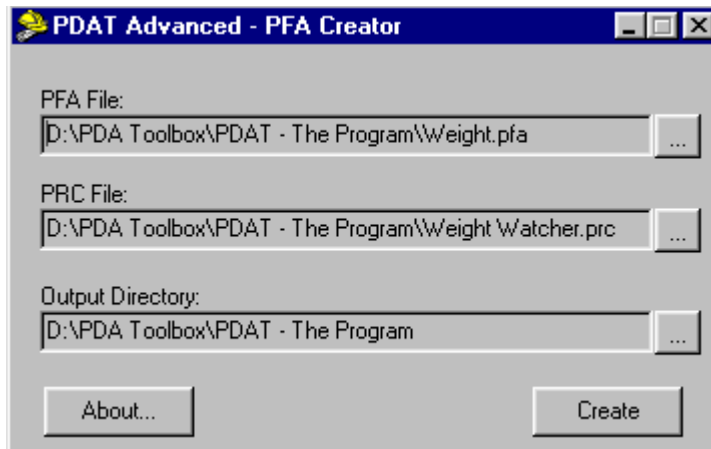 PDAT Advanced - PFA Creator
PFA File:
D:\PDA Toolbox\PDAT - The Program\Weight.pfa
...
PRC File:
D:\PDA Toolbox\PDAT - The Program\Weight Watcher.prc
...
Output Directory:
D:\PDA Toolbox\PDAT - The Program
...
About...
Create